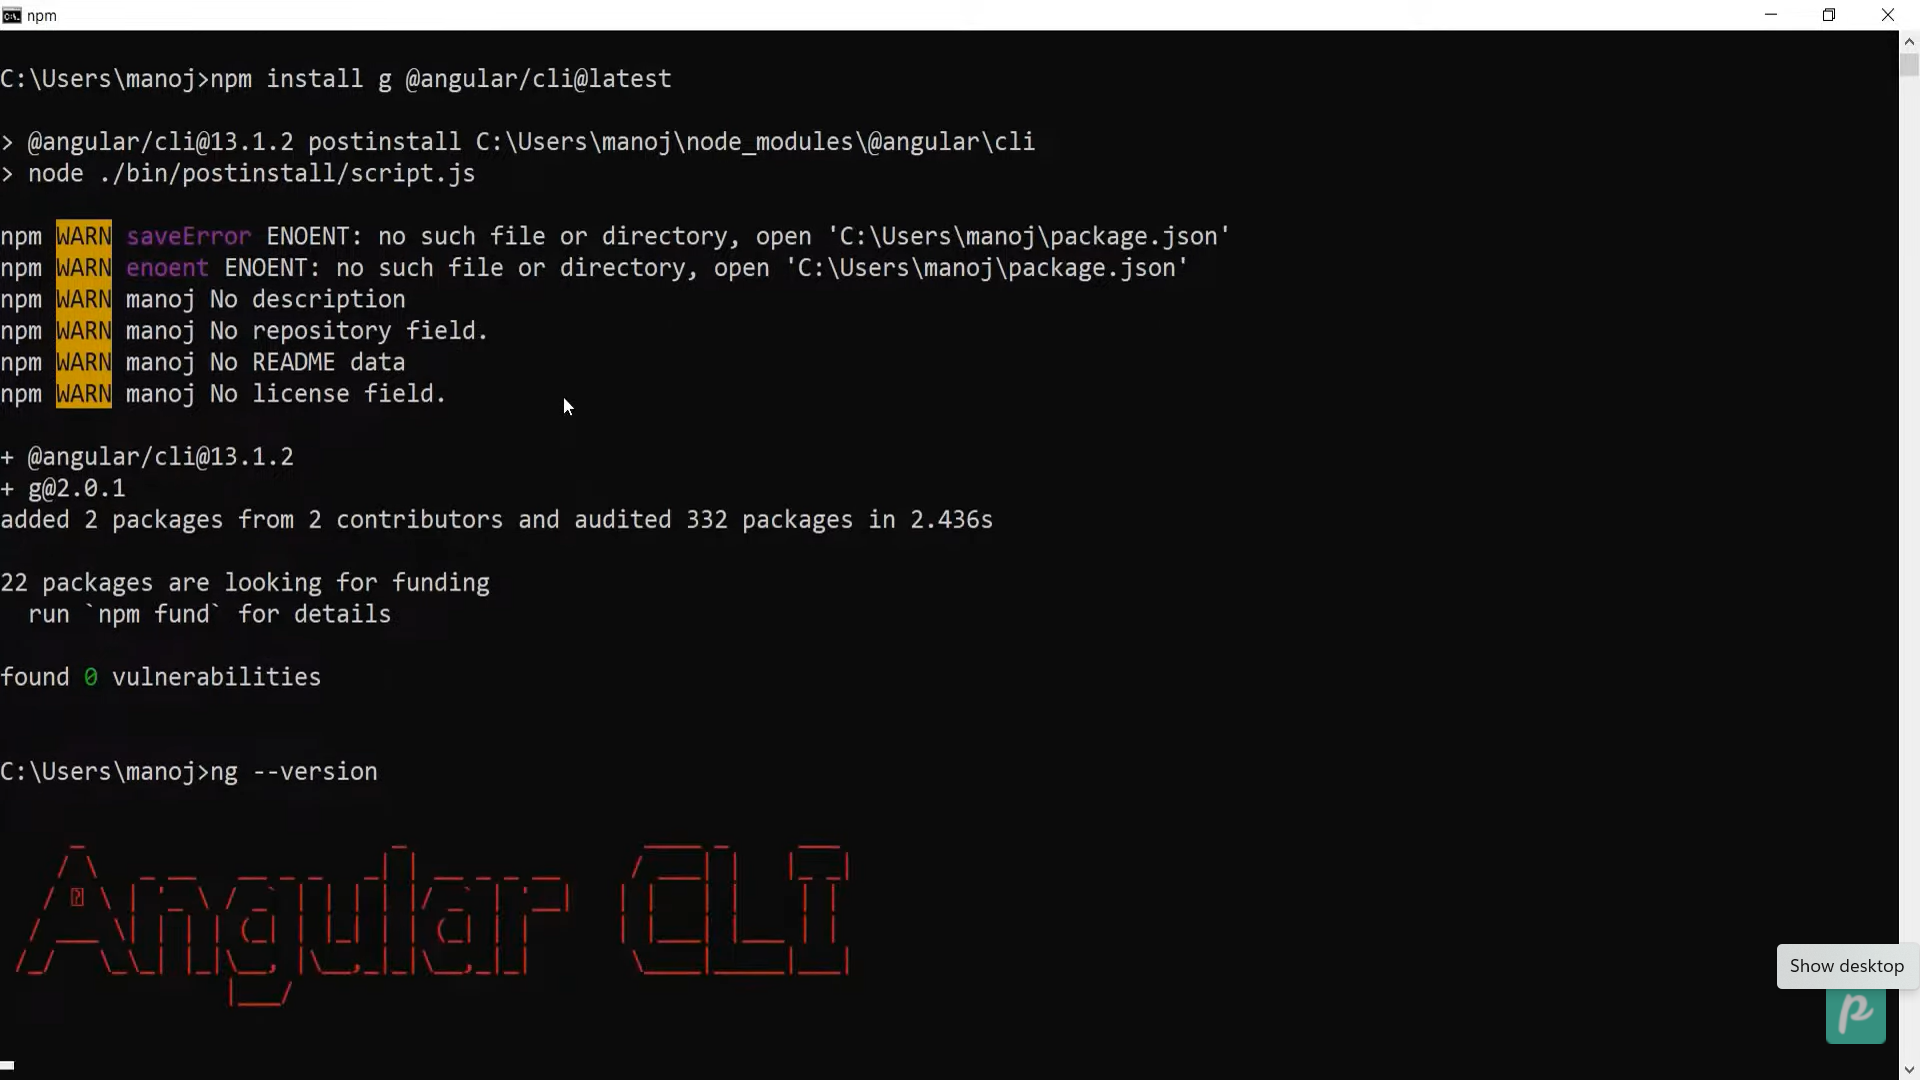 npm
C:\Users\manoj>npm install g @angular/cli@latest
> @angular/cli@13.1.2 postinstall C:\Users\manoj\node_modules\@angular\cli
> node ./bin/postinstall/script.js
npm WARN saveError ENOENT: no such file or directory, open 'C:\Users\manoj\package.json'
npm WARN enoent ENOENT: no such file or directory, open 'C:\Users\manoj\package.json'
npm WARN manoj No description
npm WARN manoj No repository field.
npm WARN manoj No README data
npm WARN manoj No license field.
+ @angular/cli@13.1.2
+ g@2.0.1
added 2 packages from 2 contributors and audited 332 packages in 2.436s
22 packages are looking for funding
run `npm fund` for details
found 0 vulnerabilities
C:\Users\manoj>ng --version
Angular CLI
Show desktop
p